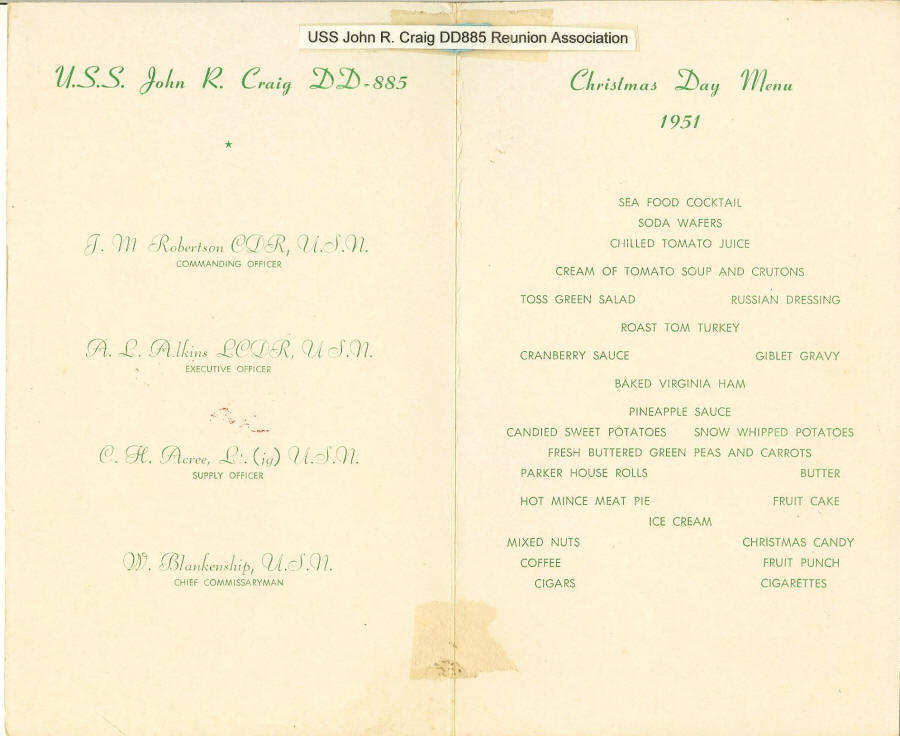 USS John R. Craig DD885 Reunion Association
U.S.S. John R. Craig DD-885
J. M Robertson CDR, U.S.N.
COMMANDING OFFICER
A. L. Alkins LCDR, U S.N.
EXECUTIVE OFFICER
C. H. Acree, Lt. (jg) U.S.N.
SUPPLY OFFICER
W. Blankenship, U.S.N.
CHIEF COMMISSARYMAN
Christmas Day Menu
1951
SEA FOOD COCKTAIL
SODA WAFERS
CHILLED TOMATO JUICE
CREAM OF TOMATO SOUP AND CRUTONS
TOSS GREEN SALAD RUSSIAN DRESSING
ROAST TOM TURKEY
CRANBERRY SAUCE GIBLET GRAVY
BAKED VIRGINIA HAM
PINEAPPLE SAUCE
CANDIED SWEET POTATOES SNOW WHIPPED POTATOES
FRESH BUTTERED GREEN PEAS AND CARROTS
PARKER HOUSE ROLLS BUTTER
HOT MINCE MEAT PIE FRUIT CAKE
ICE CREAM
MIXED NUTS CHRISTMAS CANDY
COFFEE FRUIT PUNCH
CIGARS CIGARETTES